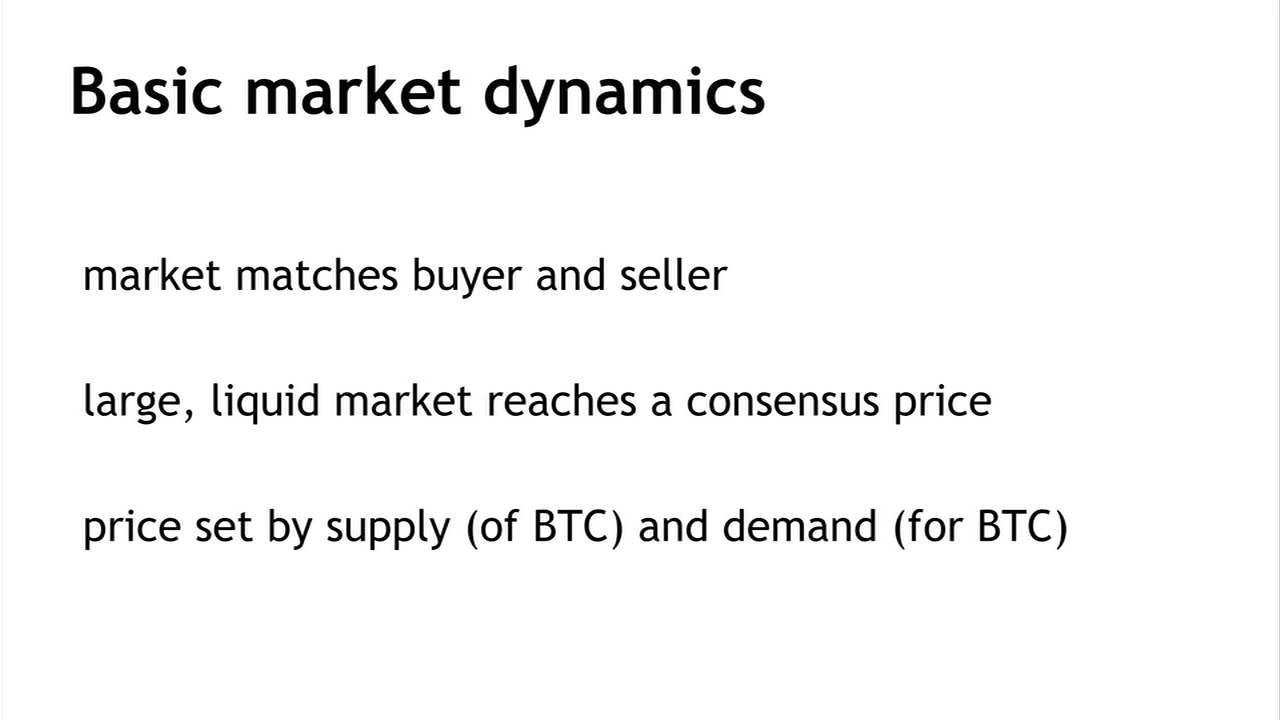 Basic market dynamics
market matches buyer and seller
large, liquid market reaches a consensus price
price set by supply (of BTC) and demand (for BTC)